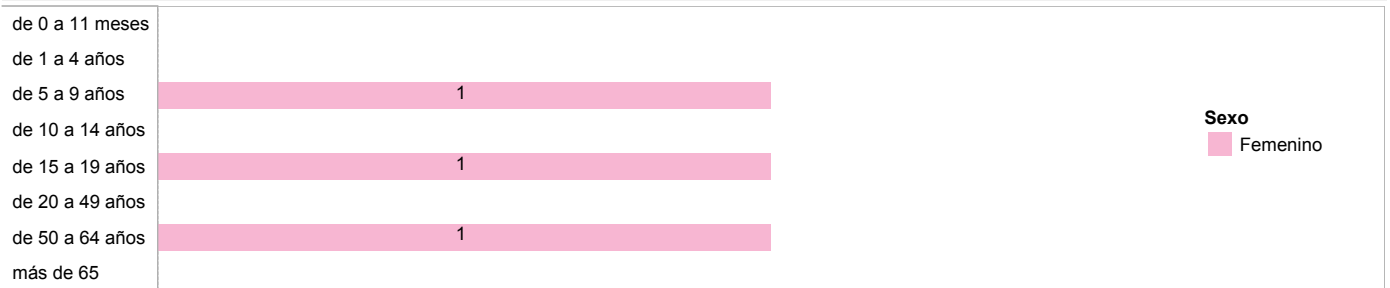 de 0 a 11 meses
de 1 a 4 años
de 5 a 9 años 1
de 10 a 14 años
de 15 a 19 años 1
de 20 a 49 años
de 50 a 64 años 1
más de 65
Sexo
Femenino